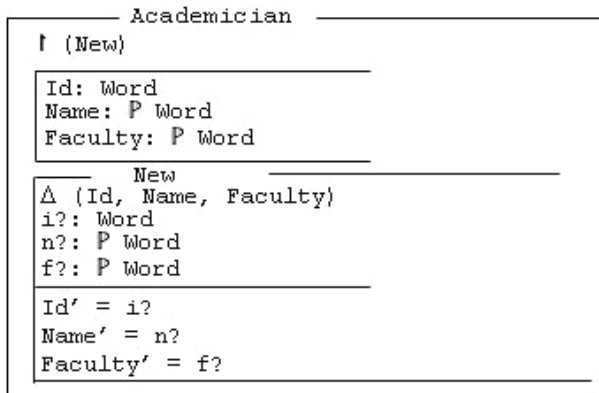 Academician
↾ (New)
Id: Word
Name: ℙ Word
Faculty: ℙ Word
New
Δ (Id, Name, Faculty)
i?: Word
n?: ℙ Word
f?: ℙ Word
Id′ = i?
Name′ = n?
Faculty′ = f?